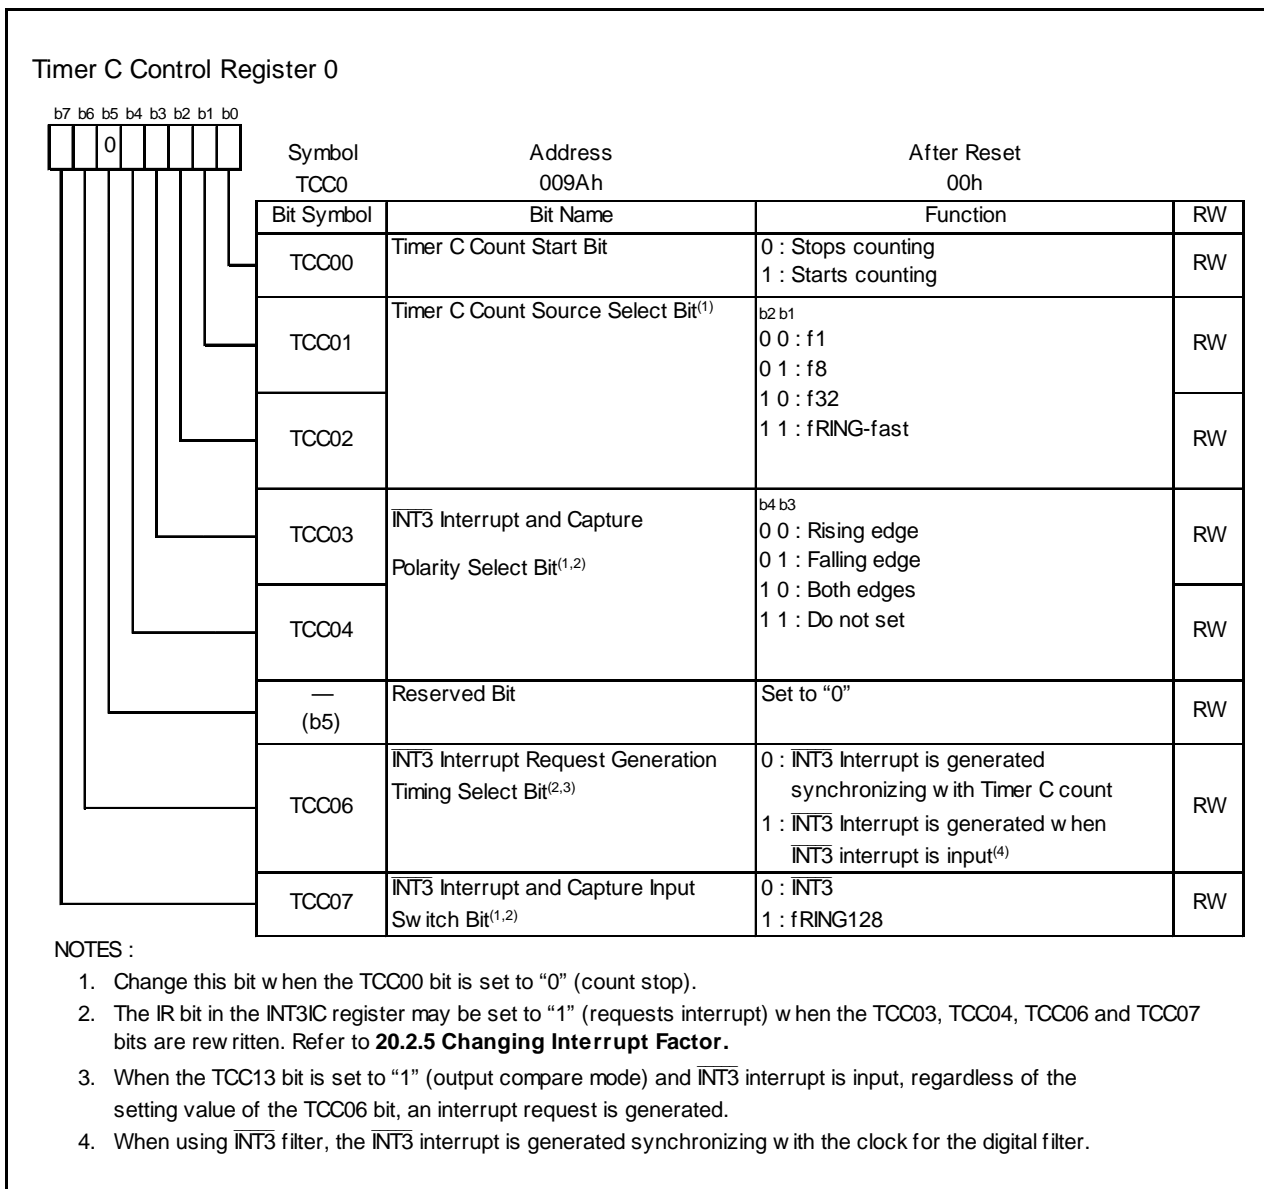 Timer C Control Register 0
b7 b6 b5 b4 b3 b2 b1 b0
0
Symbol Address After Reset
TCC0 009Ah 00h
Bit Symbol Bit Name Function RW
TCC00 Timer C Count Start Bit 0 : Stops counting RW
1 : Starts counting
TCC01 Timer C Count Source Select Bit(1) b2 b1 RW
0 0 : f1
0 1 : f8
1 0 : f32
TCC02 1 1 : fRING-fast RW
TCC03 INT3 Interrupt and Capture b4 b3 RW
0 0 : Rising edge
Polarity Select Bit(1,2) 0 1 : Falling edge
1 0 : Both edges
TCC04 1 1 : Do not set RW
— Reserved Bit Set to “0” RW
(b5)
TCC06 INT3 Interrupt Request Generation 0 : INT3 Interrupt is generated RW
Timing Select Bit(2,3) synchronizing with Timer C count
1 : INT3 Interrupt is generated when
INT3 interrupt is input(4)
TCC07 INT3 Interrupt and Capture Input 0 : INT3 RW
Switch Bit(1,2) 1 : fRING128
NOTES :
1. Change this bit when the TCC00 bit is set to “0” (count stop).
2. The IR bit in the INT3IC register may be set to “1” (requests interrupt) when the TCC03, TCC04, TCC06 and TCC07
bits are rewritten. Refer to 20.2.5 Changing Interrupt Factor.
3. When the TCC13 bit is set to “1” (output compare mode) and INT3 interrupt is input, regardless of the
setting value of the TCC06 bit, an interrupt request is generated.
4. When using INT3 filter, the INT3 interrupt is generated synchronizing with the clock for the digital filter.